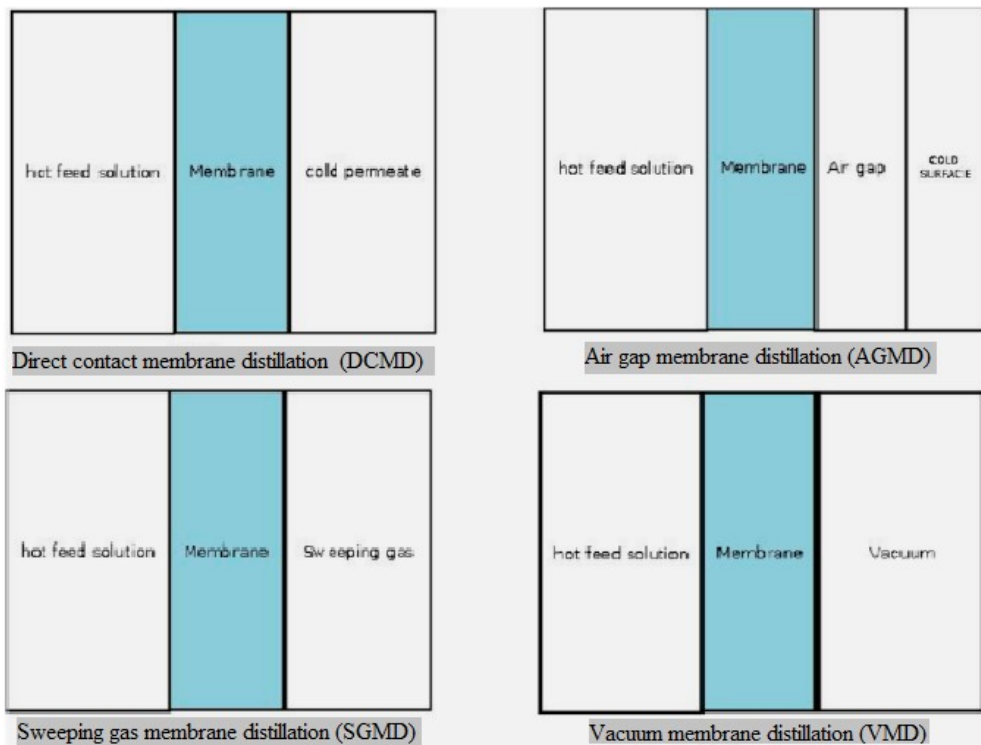 hot feed solution
Membrane
cold permeate
Direct contact membrane distillation (DCMD)
hot feed solution
Membrane
Air gap
COLD
SURFACE
Air gap membrane distillation (AGMD)
hot feed solution
Membrane
Sweeping gas
Sweeping gas membrane distillation (SGMD)
hot feed solution
Membrane
Vacuum
Vacuum membrane distillation (VMD)